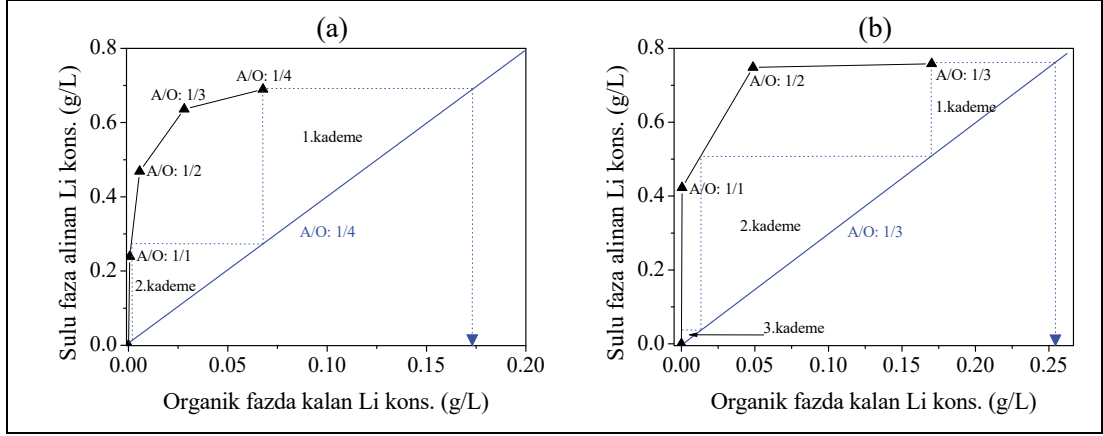 (a)
Sulu faza alinan Li kons. (g/L)
0.8
0.6
0.4
0.2
0.0
A/O: 1/4
A/O: 1/3
A/O: 1/2
A/O: 1/1
1.kademe
2.kademe
A/O: 1/4
0.00 0.05 0.10 0.15 0.20
Organik fazda kalan Li kons. (g/L)
(b)
Sulu faza alinan Li kons. (g/L)
0.8
0.6
0.4
0.2
0.0
A/O: 1/2
A/O: 1/3
A/O: 1/1
1.kademe
2.kademe
A/O: 1/3
3.kademe
0.00 0.05 0.10 0.15 0.20 0.25
Organik fazda kalan Li kons. (g/L)